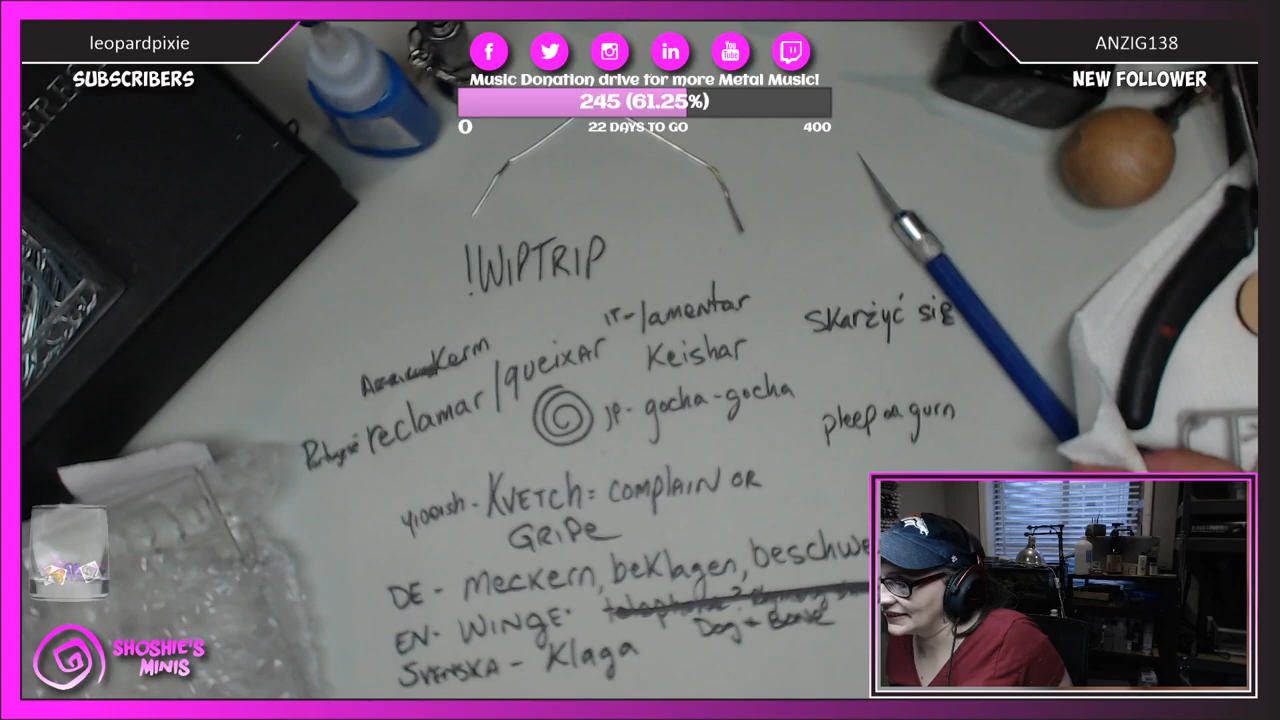 leopardpixie
SUBSCRIBERS
ANZIG138
NEW FOLLOWER
Music Donation drive for more Metal Music!
245 (61.25%)
0
22 DAYS TO GO
400
!WIPTRIP
IT-lamentar
Skarżyć się
Kerm
Keishar
reclamar/queixar
JP- gocha-gocha
pleep on gurn
YIDDISH - KVETCH = COMPLAIN OR
GRIPE
DE - Meckern, beklagen, beschwe
EN- WINGE
Dog + Bone
SVENSKA - Klaga
SHOSHIE'S
MINIS